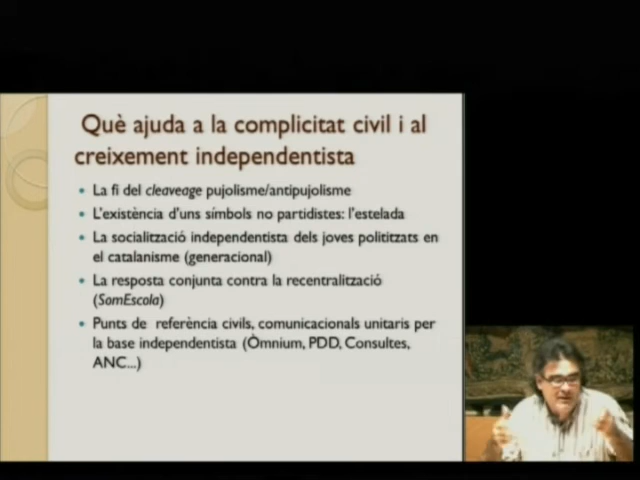 Què ajuda a la complicitat civil i al
creixement independentista
La fi del cleaveage pujolisme/antipujolisme
L'existència d'uns símbols no partidistes: l'estelada
La socialització independentista dels joves polititzats en
el catalanisme (generacional)
La resposta conjunta contra la recentralització
(SomEscola)
Punts de referència civils, comunicacionals unitaris per
la base independentista (Òmnium, PDD, Consultes,
ANC...)